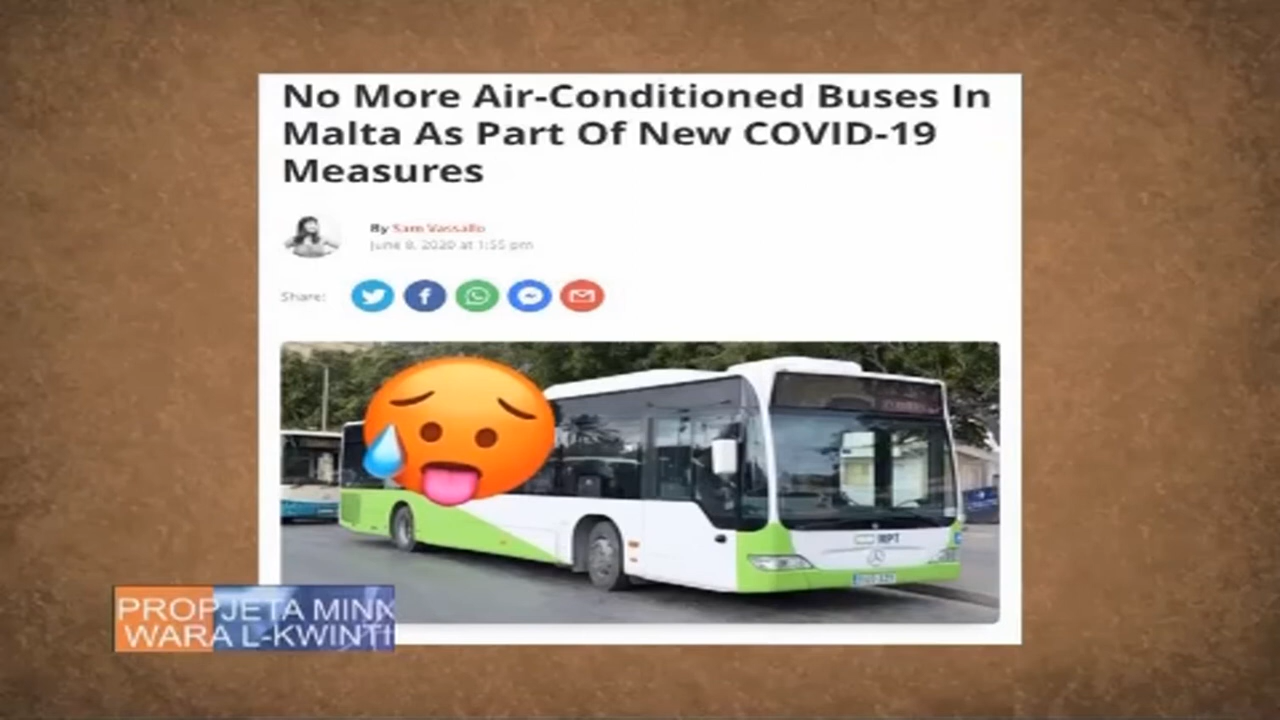 No More Air-Conditioned Buses In
Malta As Part Of New COVID-19
Measures
By Sam Vassallo
June 8, 2020 at 1:55 pm
Share:
MPT
PROPJETA MINN
WARA L-KWINTI